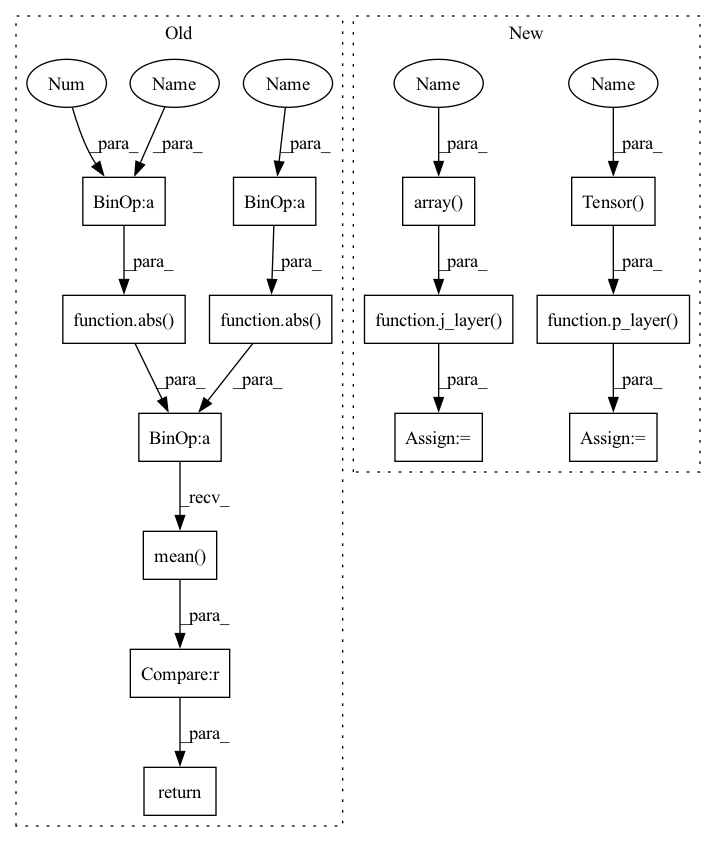 Old
New
Num
Name
Name
Name
Name
_para_
_para_
_para_
_para_
_para_
BinOp:a
BinOp:a
array()
Tensor()
_para_
_para_
_para_
_para_
function.abs()
function.abs()
function.j_layer()
function.p_layer()
_para_
_para_
_para_
_para_
BinOp:a
Assign:=
Assign:=
_recv_
mean()
_para_
Compare:r
_para_
return